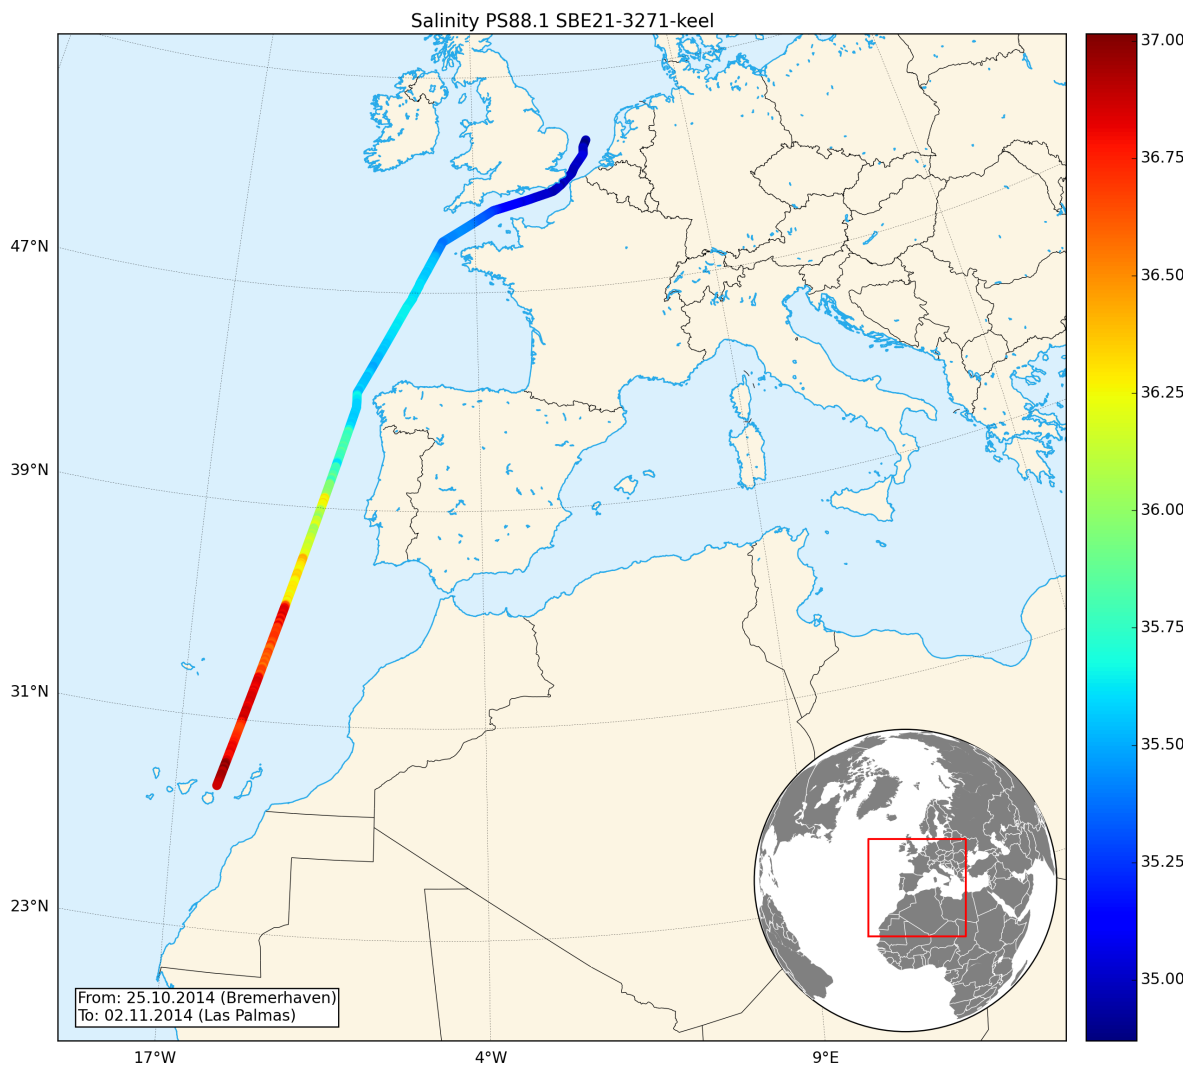 Salinity PS88.1 SBE21-3271-keel
37.00
36.75
36.50
36.25
36.00
35.75
35.50
35.25
35.00
47°N
39°N
31°N
23°N
17°W
4°W
9°E
From: 25.10.2014 (Bremerhaven)
To: 02.11.2014 (Las Palmas)